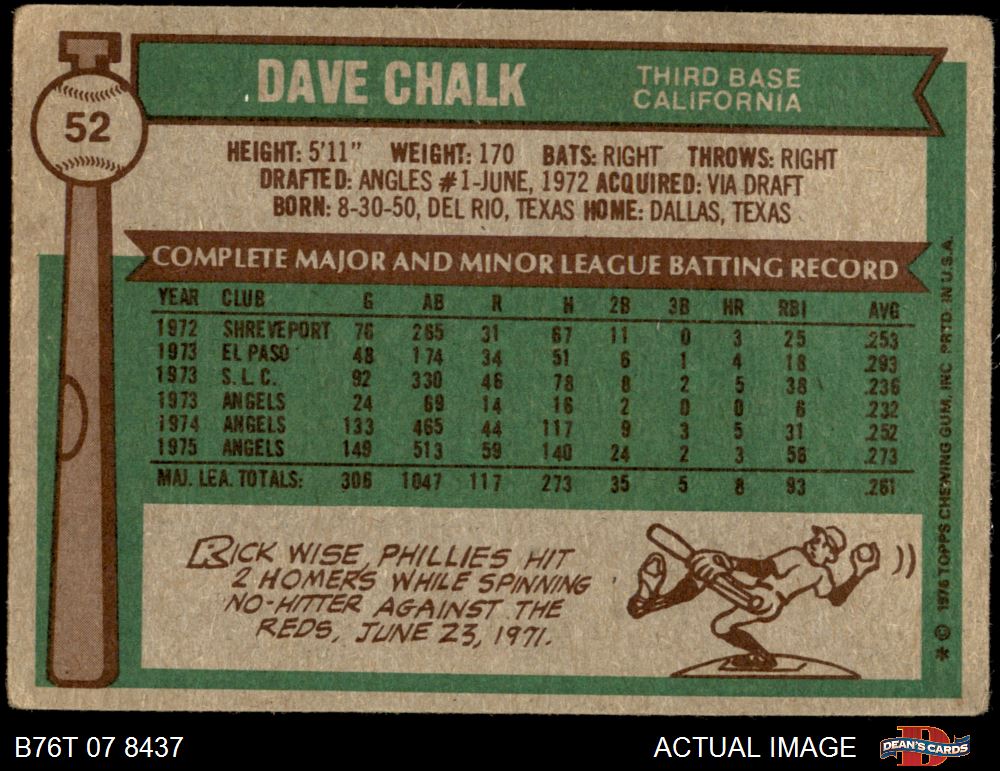 52
DAVE CHALK
THIRD BASE
CALIFORNIA
HEIGHT: 5'11" WEIGHT: 170 BATS: RIGHT THROWS: RIGHT
DRAFTED: ANGLES #1-JUNE, 1972 ACQUIRED: VIA DRAFT
BORN: 8-30-50, DEL RIO, TEXAS HOME: DALLAS, TEXAS
COMPLETE MAJOR AND MINOR LEAGUE BATTING RECORD
YEAR CLUB G AB R H 2B 3B HR RBI AVG
1972 SHREVEPORT 76 265 31 67 11 0 3 25 .253
1973 EL PASO 48 174 34 51 6 1 4 18 .293
1973 S.L.C. 92 330 46 78 8 2 5 38 .236
1973 ANGELS 24 69 14 16 2 0 0 6 .232
1974 ANGELS 133 465 44 117 9 3 5 31 .252
1975 ANGELS 149 513 59 140 24 2 3 56 .273
MAJ. LEA. TOTALS: 306 1047 117 273 35 5 8 93 .261
RICK WISE, PHILLIES HIT
2 HOMERS WHILE SPINNING
NO-HITTER AGAINST THE
REDS, JUNE 23, 1971.
* © 1976 TOPPS CHEWING GUM, INC PRTD. IN U.S.A.
B76T 07 8437
ACTUAL IMAGE
DEAN'S CARDS